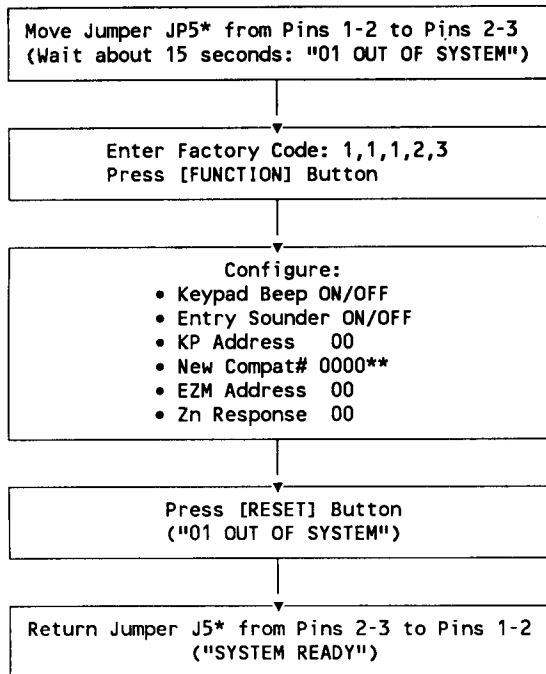 Move Jumper JP5* from Pins 1-2 to Pins 2-3
(Wait about 15 seconds: "01 OUT OF SYSTEM")
Enter Factory Code: 1,1,1,2,3
Press [FUNCTION] Button
Configure:
• Keypad Beep ON/OFF
• Entry Sounder ON/OFF
• KP Address 00
• New Compat# 0000**
• EZM Address 00
• Zn Response 00
Press [RESET] Button
("01 OUT OF SYSTEM")
Return Jumper J5* from Pins 2-3 to Pins 1-2
("SYSTEM READY")